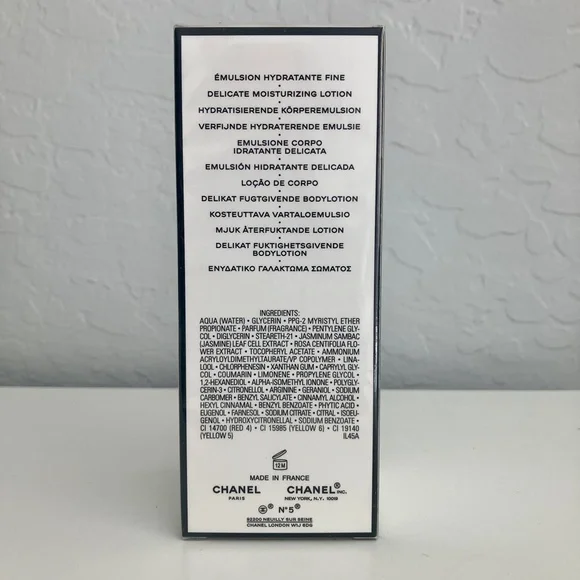 ÉMULSION HYDRATANTE FINE
•
DELICATE MOISTURIZING LOTION
•
HYDRATISIERENDE KÖRPEREMULSION
•
VERFIJNDE HYDRATERENDE EMULSIE
•
EMULSIONE CORPO
IDRATANTE DELICATA
•
EMULSIÓN HIDRATANTE DELICADA
•
LOÇÃO DE CORPO
•
DELIKAT FUGTGIVENDE BODYLOTION
•
KOSTEUTTAVA VARTALOEMULSIO
•
MJUK ÅTERFUKTANDE LOTION
•
DELIKAT FUKTIGHETSGIVENDE
BODYLOTION
•
ΕΝΥΔΑΤΙΚΟ ΓΑΛΑΚΤΩΜΑ ΣΩΜΑΤΟΣ
INGREDIENTS:
AQUA (WATER) • GLYCERIN • PPG-2 MYRISTYL ETHER
PROPIONATE • PARFUM (FRAGRANCE) • PENTYLENE GLY-
COL • DIGLYCERIN • STEARETH-21 • JASMINUM SAMBAC
(JASMINE) LEAF CELL EXTRACT • ROSA CENTIFOLIA FLO-
WER EXTRACT • TOCOPHERYL ACETATE • AMMONIUM
ACRYLOYLDIMETHYLTAURATE/VP COPOLYMER • LINA-
LOOL • CHLORPHENESIN • XANTHAN GUM • CAPRYLYL GLY-
COL • COUMARIN • LIMONENE • PROPYLENE GLYCOL •
1,2-HEXANEDIOL • ALPHA-ISOMETHYL IONONE • POLYGLY-
CERIN-3 • CITRONELLOL • ARGININE • GERANIOL • SODIUM
CARBOMER • BENZYL SALICYLATE • CINNAMYL ALCOHOL •
HEXYL CINNAMAL • BENZYL BENZOATE • PHYTIC ACID •
EUGENOL • FARNESOL • SODIUM CITRATE • CITRAL • ISOEU-
GENOL • HYDROXYCITRONELLAL • SODIUM BENZOATE •
CI 14700 (RED 4) • CI 15985 (YELLOW 6) • CI 19140
(YELLOW 5) IL45A
12M
MADE IN FRANCE
CHANEL CHANEL® INC.
PARIS NEW YORK, N.Y. 10019
® N°5®
92200 NEUILLY SUR SEINE
CHANEL LONDON W1J 6DG